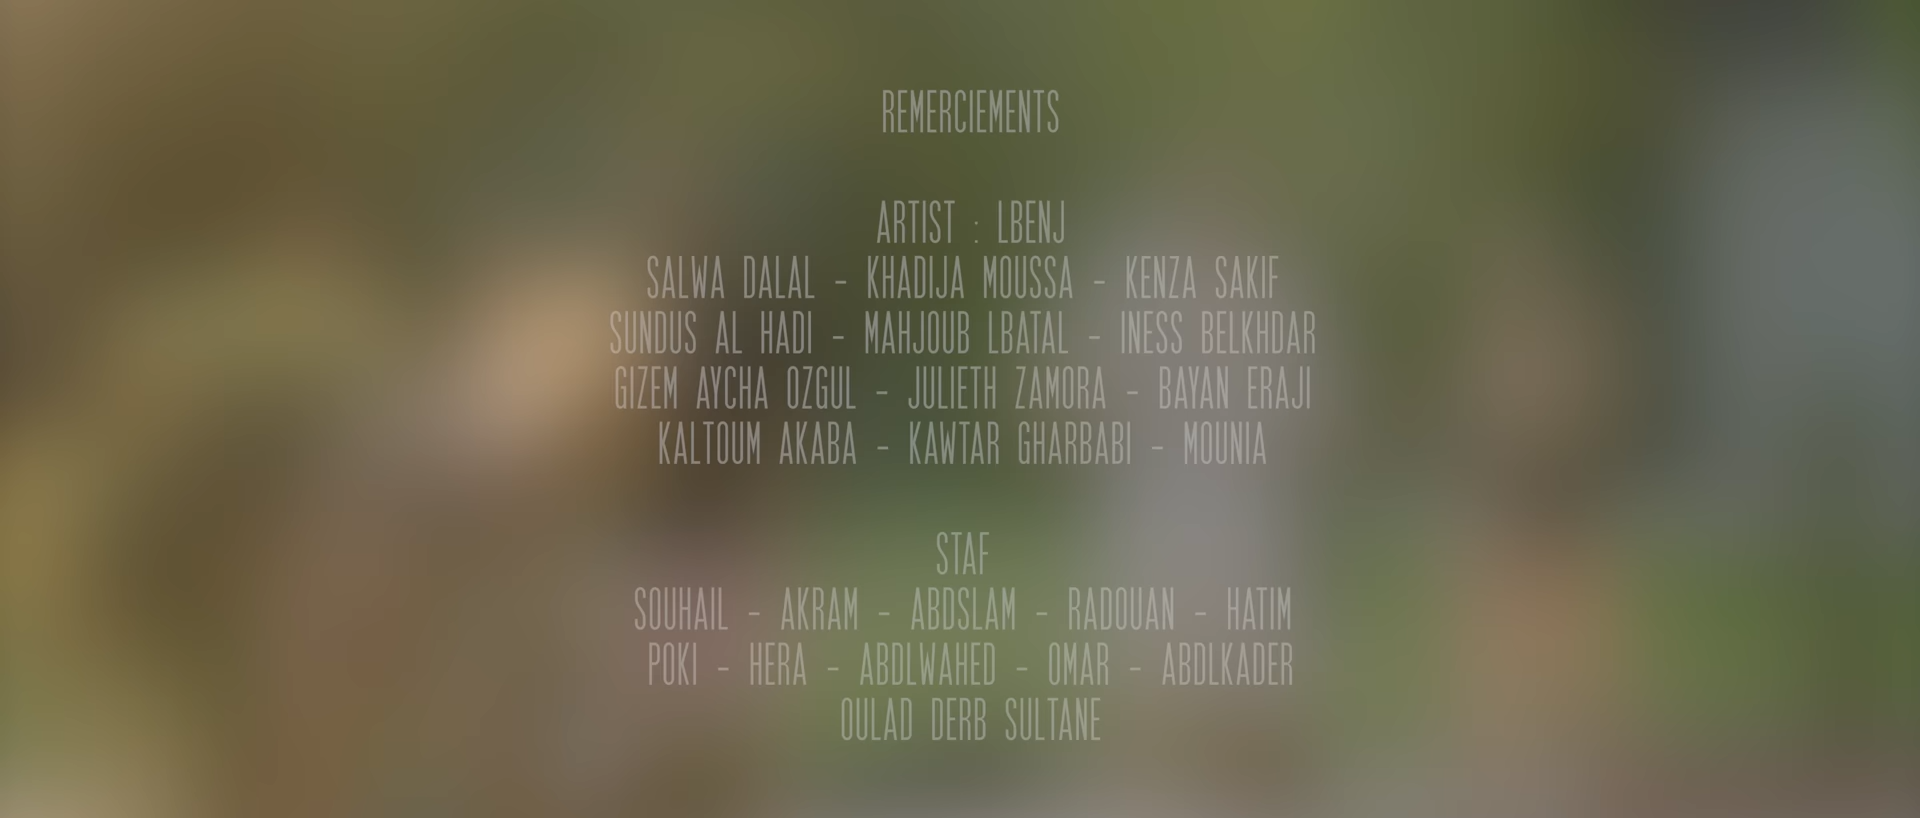 REMERCIEMENTS
ARTIST : LBENJ
SALWA DALAL - KHADIJA MOUSSA - KENZA SAKIF
SUNDUS AL HADI - MAHJOUB LBATAL - INESS BELKHDAR
GIZEM AYCHA OZGUL - JULIETH ZAMORA - BAYAN ERAJI
KALTOUM AKABA - KAWTAR GHARBABI - MOUNIA
STAF
SOUHAIL - AKRAM - ABDSLAM - RADOUAN - HATIM
POKI - HERA - ABDLWAHED - OMAR - ABDLKADER
OULAD DERB SULTANE